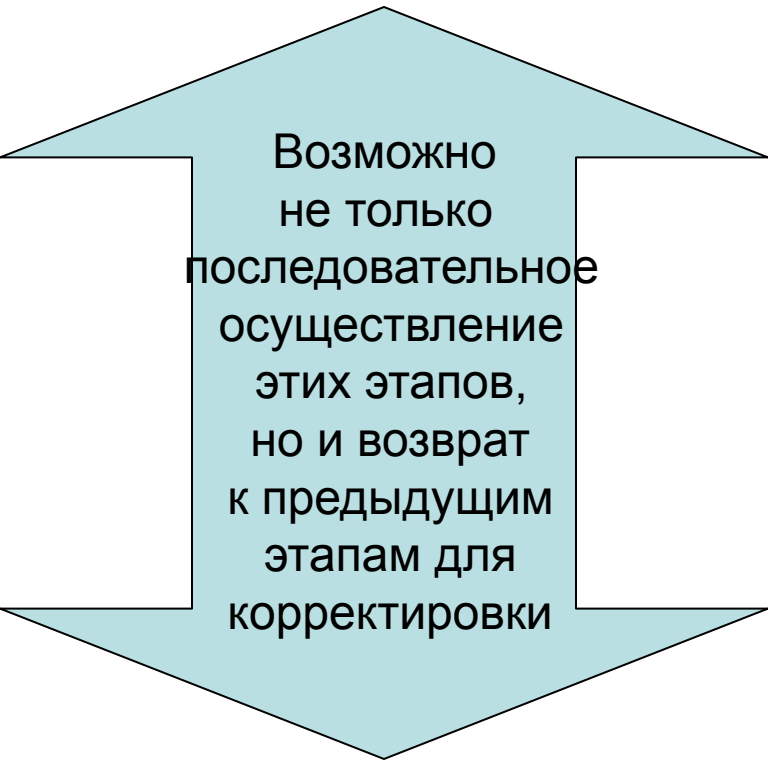 Возможно
не только
последовательное
осуществление
этих этапов,
но и возврат
к предыдущим
этапам для
корректировки